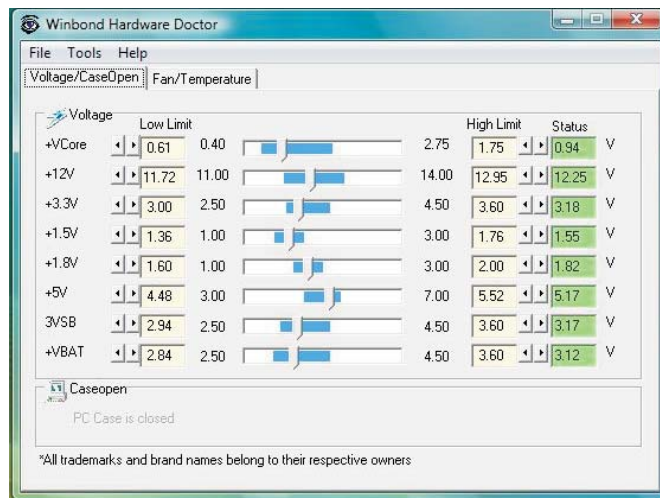 Winbond Hardware Doctor
File Tools Help
Voltage/CaseOpen Fan/Temperature
Voltage
Low Limit High Limit Status
+VCore 0.61 0.40 2.75 1.75 0.94 V
+12V 11.72 11.00 14.00 12.95 12.25 V
+3.3V 3.00 2.50 4.50 3.60 3.18 V
+1.5V 1.36 1.00 3.00 1.76 1.55 V
+1.8V 1.60 1.00 3.00 2.00 1.82 V
+5V 4.48 3.00 7.00 5.52 5.17 V
3VSB 2.94 2.50 4.50 3.60 3.17 V
+VBAT 2.84 2.50 4.50 3.60 3.12 V
Caseopen
PC Case is closed
*All trademarks and brand names belong to their respective owners